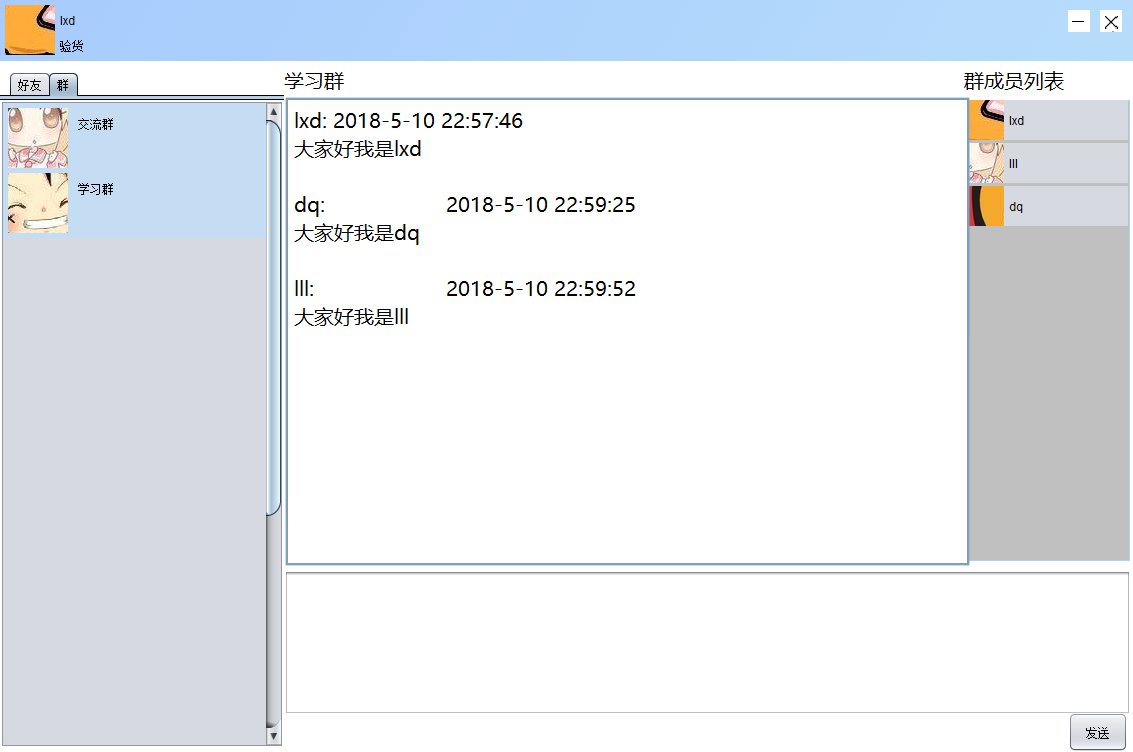 lxd
验货
好友 群
学习群
群成员列表
交流群
学习群
lxd: 2018-5-10 22:57:46
大家好我是lxd
dq: 2018-5-10 22:59:25
大家好我是dq
lll: 2018-5-10 22:59:52
大家好我是lll
lxd
lll
dq
发送